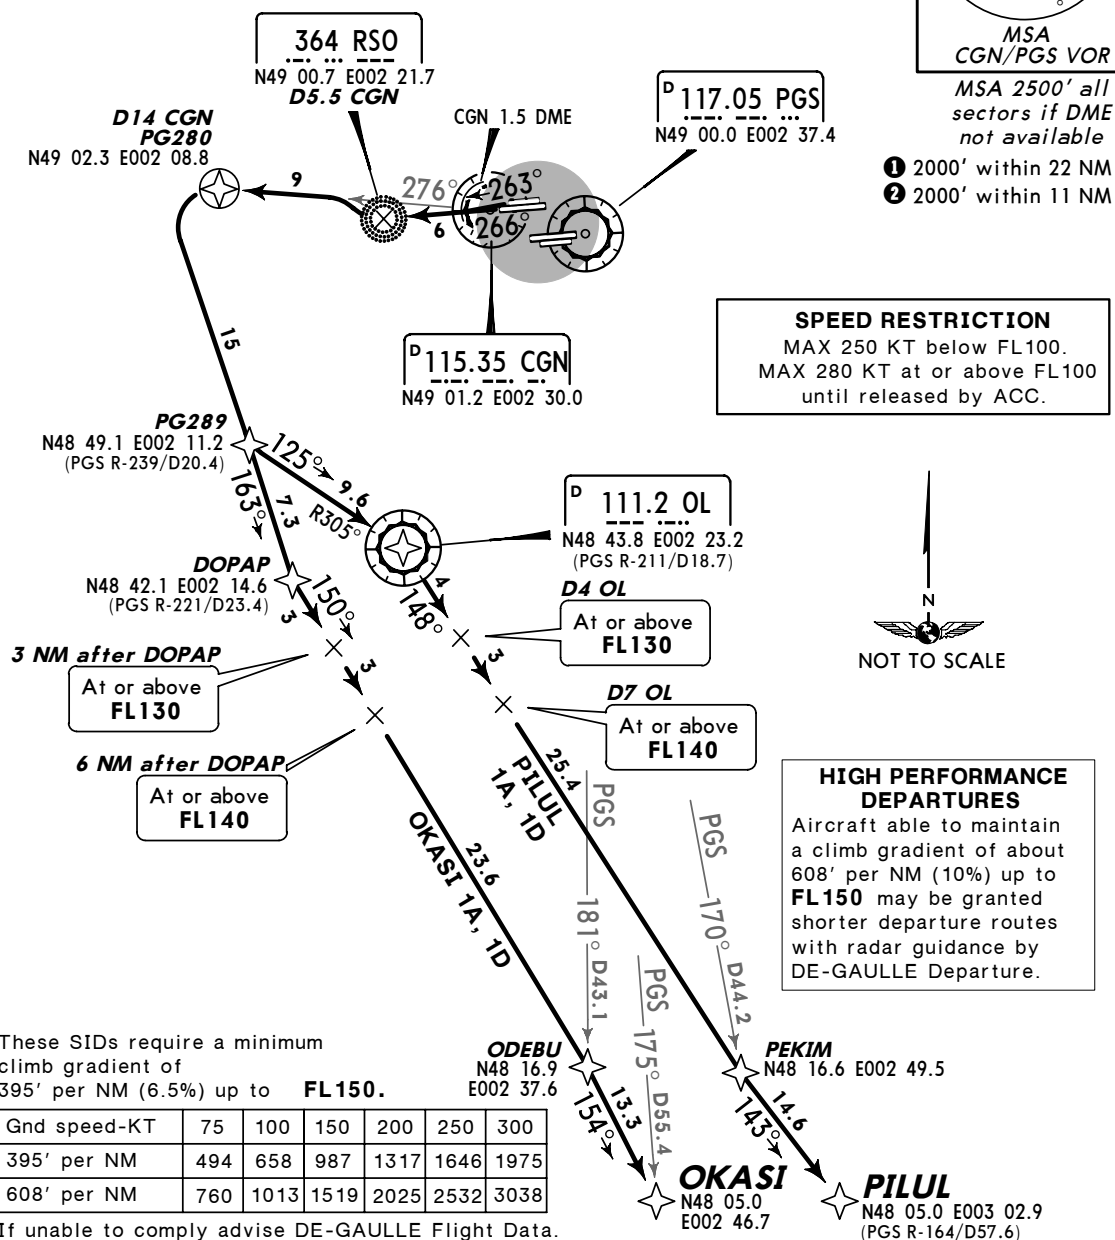 364 RSO
N49 00.7 E002 21.7
D5.5 CGN
D14 CGN
PG280
N49 02.3 E002 08.8
CGN 1.5 DME
D 117.05 PGS
N49 00.0 E002 37.4
MSA
CGN/PGS VOR
MSA 2500' all
sectors if DME
not available
1 2000' within 22 NM
2 2000' within 11 NM
9
276°
263°
6
266°
D 115.35 CGN
N49 01.2 E002 30.0
SPEED RESTRICTION
MAX 250 KT below FL100.
MAX 280 KT at or above FL100
until released by ACC.
15
PG289
N48 49.1 E002 11.2
(PGS R-239/D20.4)
125°
9.6
R305°
163°
7.3
D 111.2 OL
N48 43.8 E002 23.2
(PGS R-211/D18.7)
DOPAP
N48 42.1 E002 14.6
(PGS R-221/D23.4)
150°
3
4
148°
D4 OL
At or above
FL130
N
NOT TO SCALE
3 NM after DOPAP
At or above
FL130
3
3
D7 OL
At or above
FL140
6 NM after DOPAP
At or above
FL140
25.4
PILUL
1A, 1D
23.6
OKASI 1A, 1D
PGS
181° D43.1
PGS
170° D44.2
PGS
175° D55.4
HIGH PERFORMANCE
DEPARTURES
Aircraft able to maintain
a climb gradient of about
608' per NM (10%) up to
FL150 may be granted
shorter departure routes
with radar guidance by
DE-GAULLE Departure.
ODEBU
N48 16.9
E002 37.6
PEKIM
N48 16.6 E002 49.5
154°
13.3
143°
14.6
OKASI
N48 05.0
E002 46.7
PILUL
N48 05.0 E003 02.9
(PGS R-164/D57.6)
These SIDs require a minimum
climb gradient of
395' per NM (6.5%) up to FL150.
Gnd speed-KT 75 100 150 200 250 300
395' per NM 494 658 987 1317 1646 1975
608' per NM 760 1013 1519 2025 2532 3038
If unable to comply advise DE-GAULLE Flight Data.